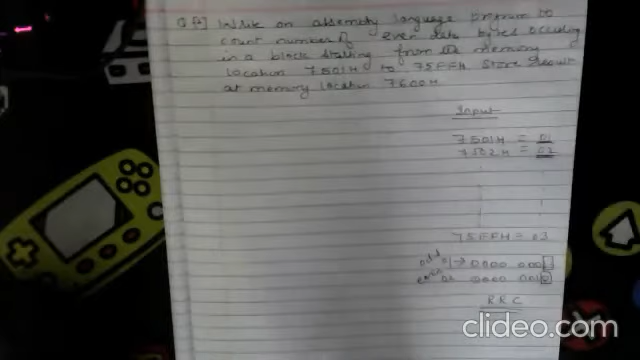 Q 4] Write an assembly language program to
count number of even data bytes occuring
in a block starting from the memory
location 7501H to 75FFH Store result
at memory location 7600H
Input
7501H = 01
7502H = 02
75FFH = 03
odd 01 → 0000 0001
even 02 0000 0010
RRC
clideo.com